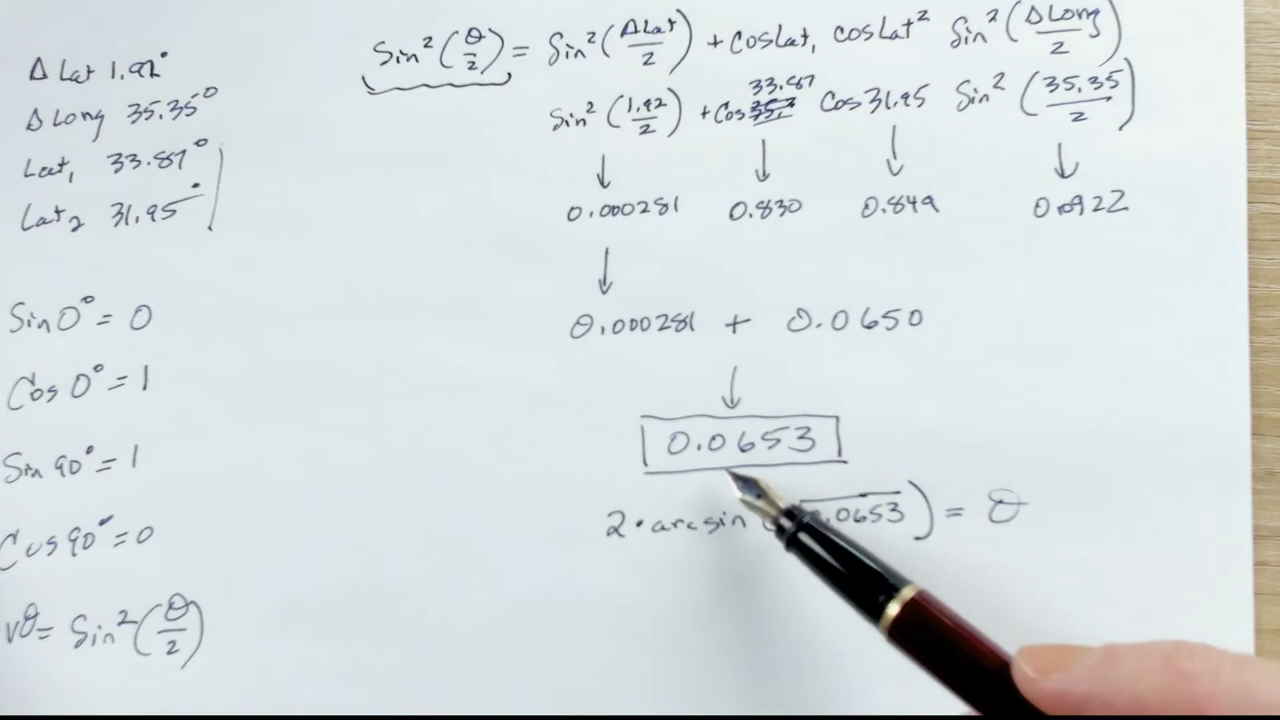 Δ Lat 1.92°
Δ Long 35.35°
Lat₁ 33.87°
Lat₂ 31.95°
Sin 0° = 0
Cos 0° = 1
Sin 90° = 1
Cos 90° = 0
vθ = Sin²(θ/2)
Sin²(θ/2) = Sin²(ΔLat/2) + CosLat₁ cosLat² Sin²(ΔLong/2)
33.87
Sin²(1.92/2) + Cos Cos 31.95 Sin²(35.35/2)
↓ ↓ ↓ ↓
0.000281 0.830 0.849 0.0922
↓
0.000281 + 0.0650
↓
0.0653
2 · arcsin .0653) = θ